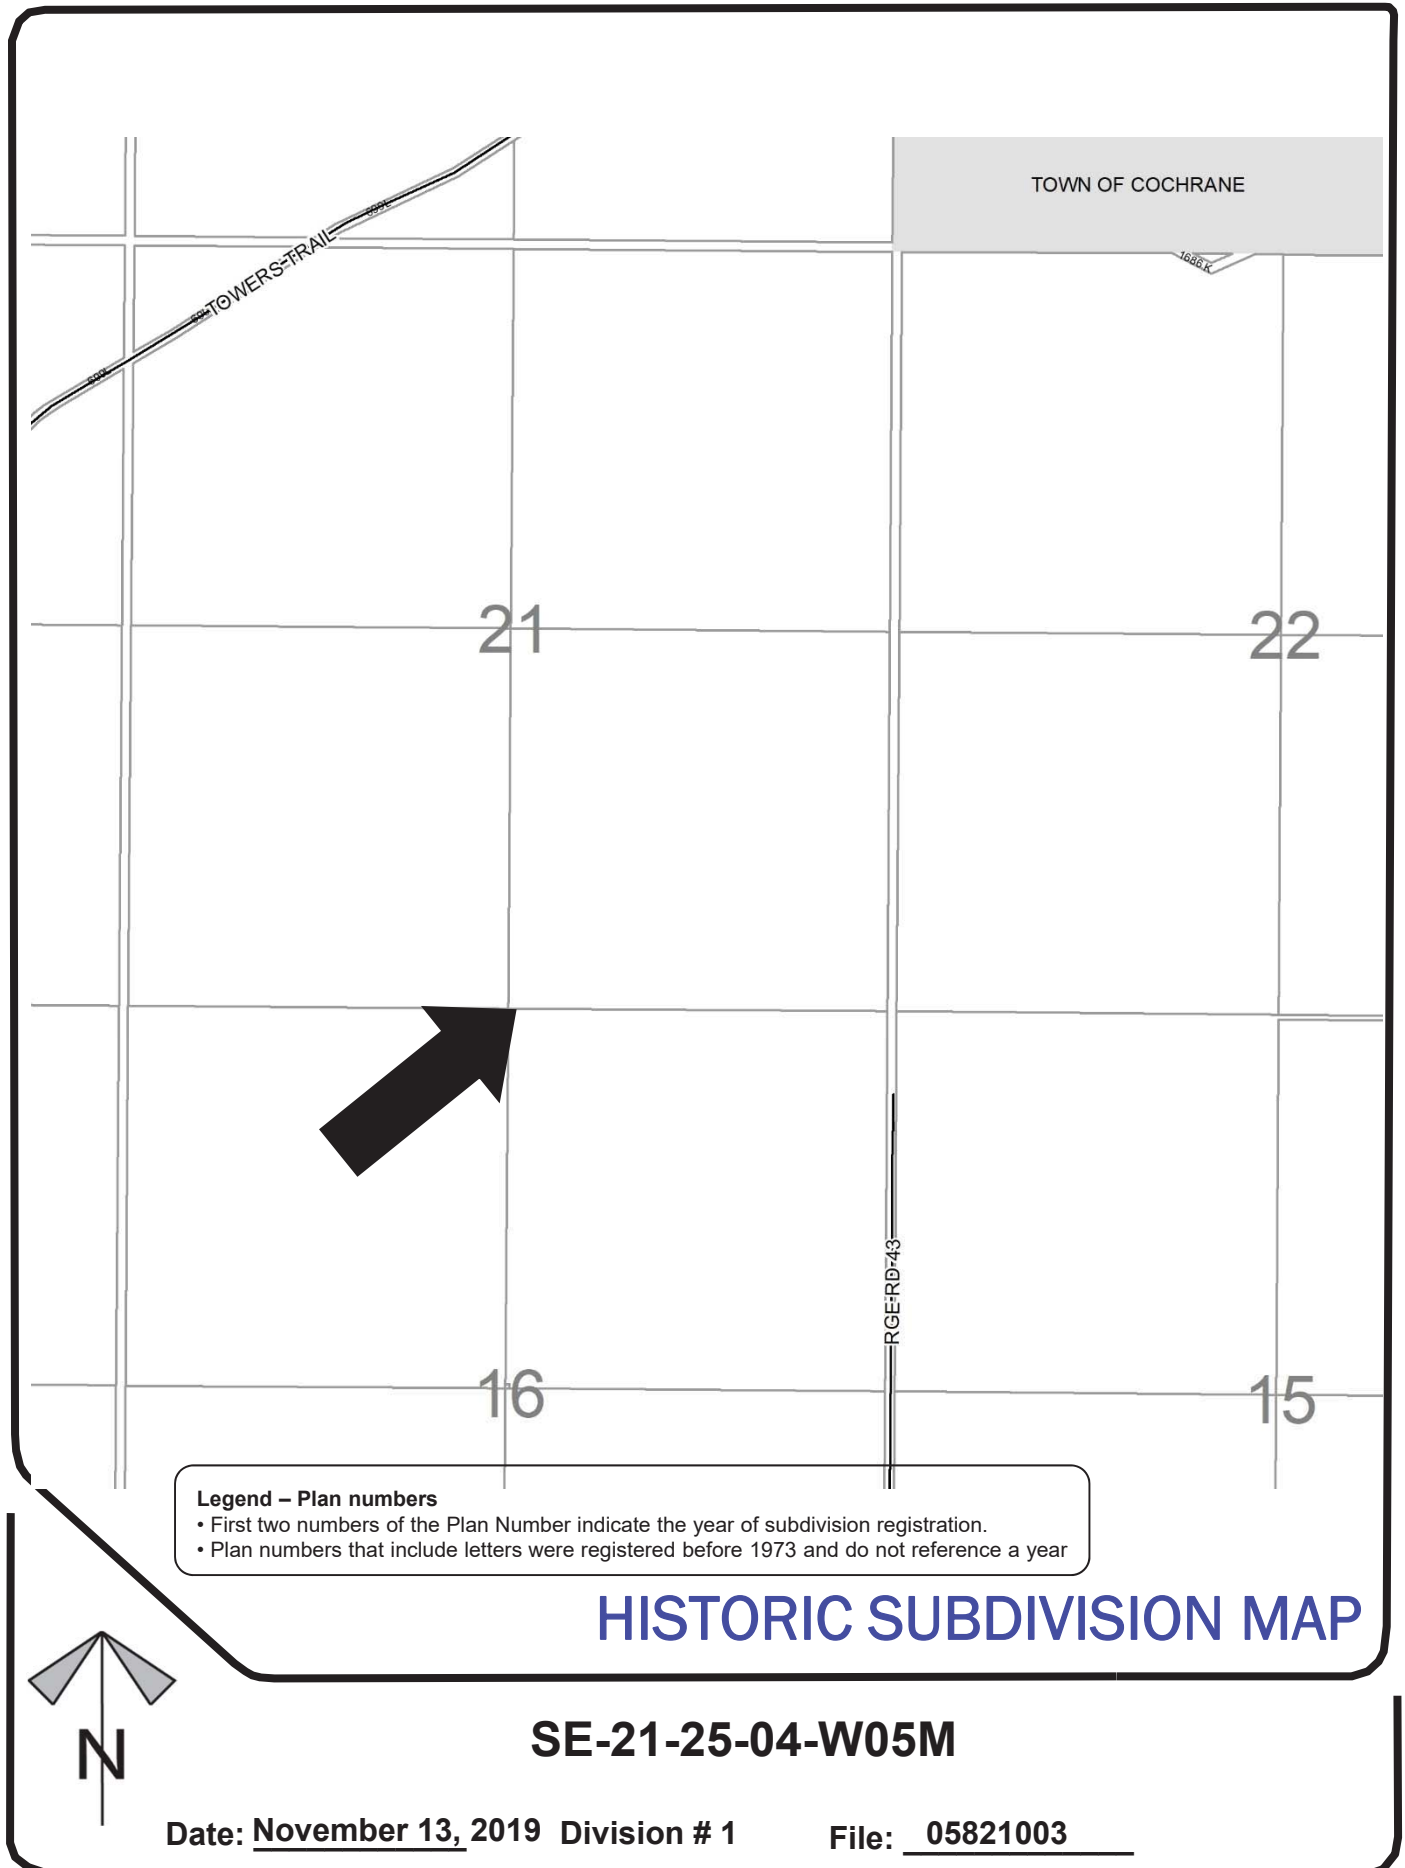 TOWN OF COCHRANE
699L
1686 K
TOWERS TRAIL
699L
21
22
RGE RD 43
16
15
Legend – Plan numbers
• First two numbers of the Plan Number indicate the year of subdivision registration.
• Plan numbers that include letters were registered before 1973 and do not reference a year
HISTORIC SUBDIVISION MAP
N
SE-21-25-04-W05M
Date: November 13, 2019 Division # 1 File: 05821003